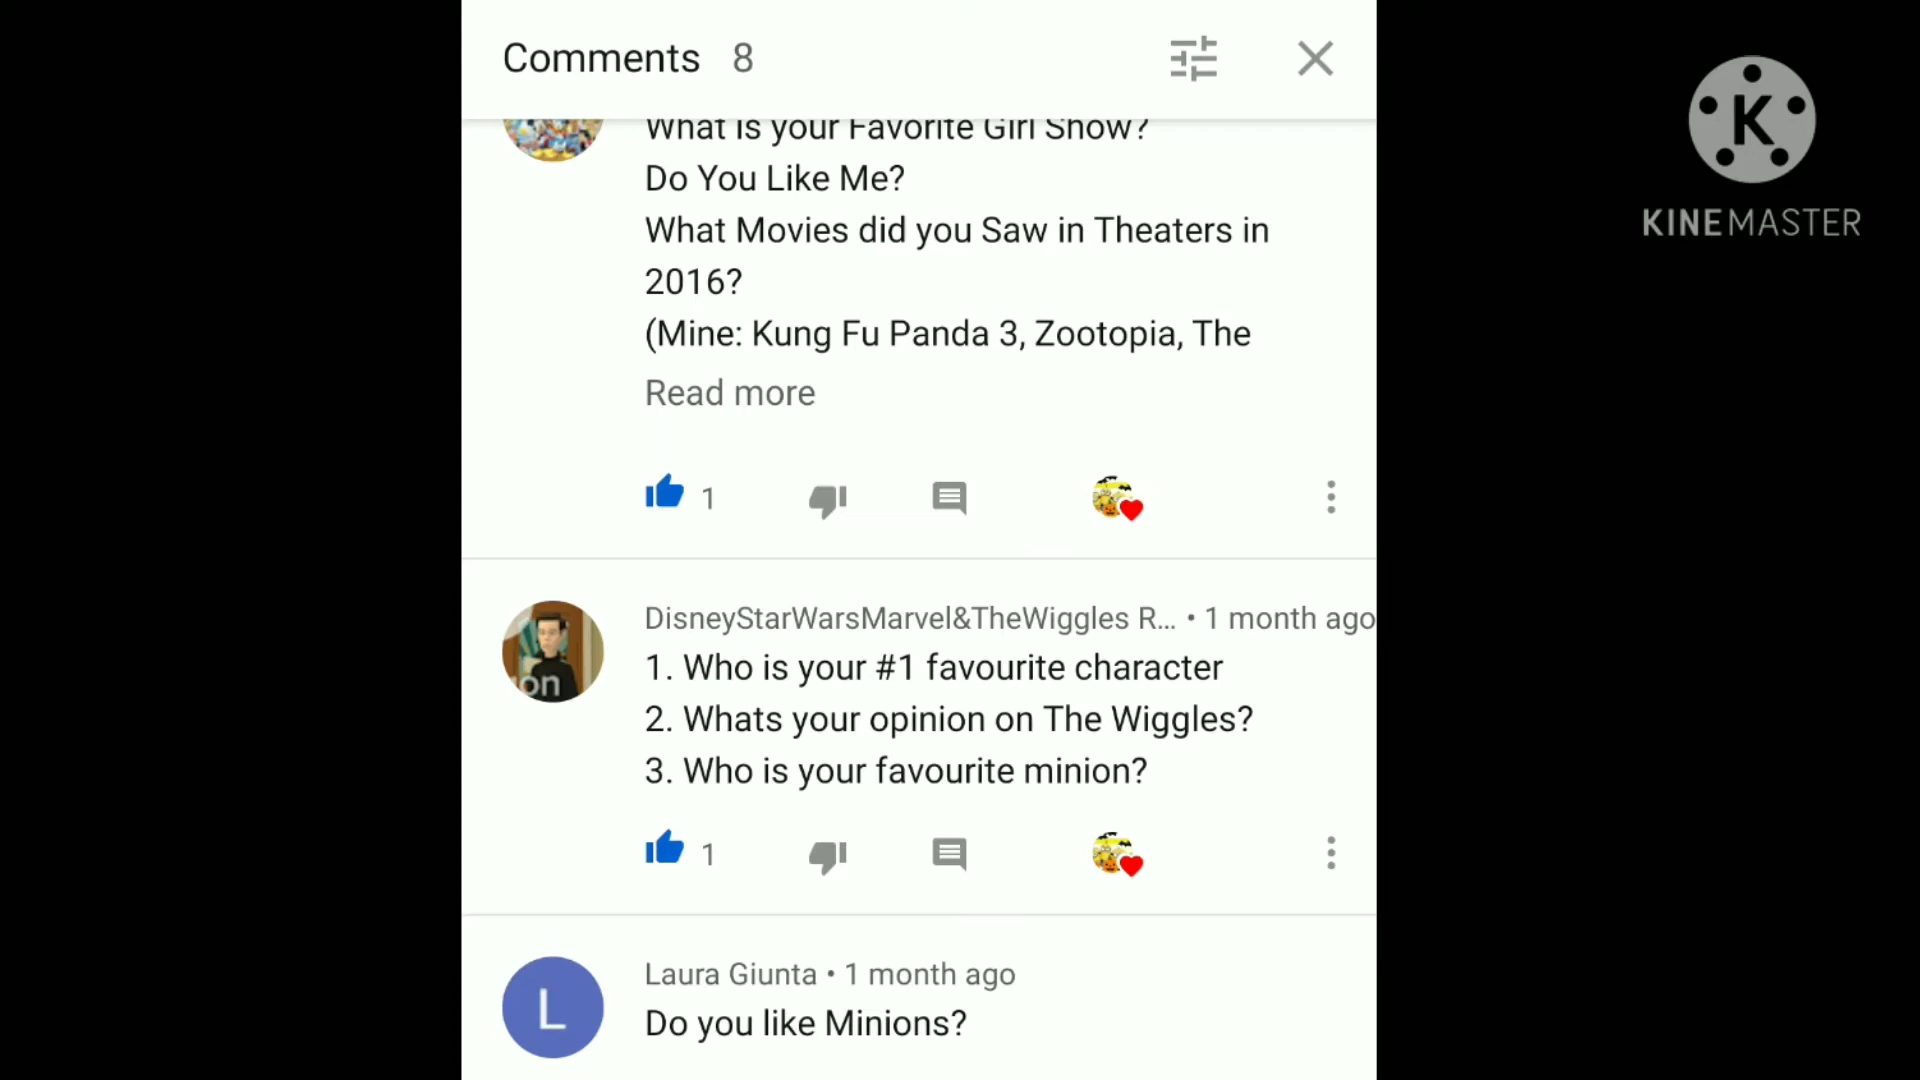 Comments 8
What is your Favorite Girl Show?
Do You Like Me?
What Movies did you Saw in Theaters in
2016?
(Mine: Kung Fu Panda 3, Zootopia, The
Read more
1
DisneyStarWarsMarvel&TheWiggles R... • 1 month ago
on
1. Who is your #1 favourite character
2. Whats your opinion on The Wiggles?
3. Who is your favourite minion?
1
L
Laura Giunta • 1 month ago
Do you like Minions?
K
KINEMASTER